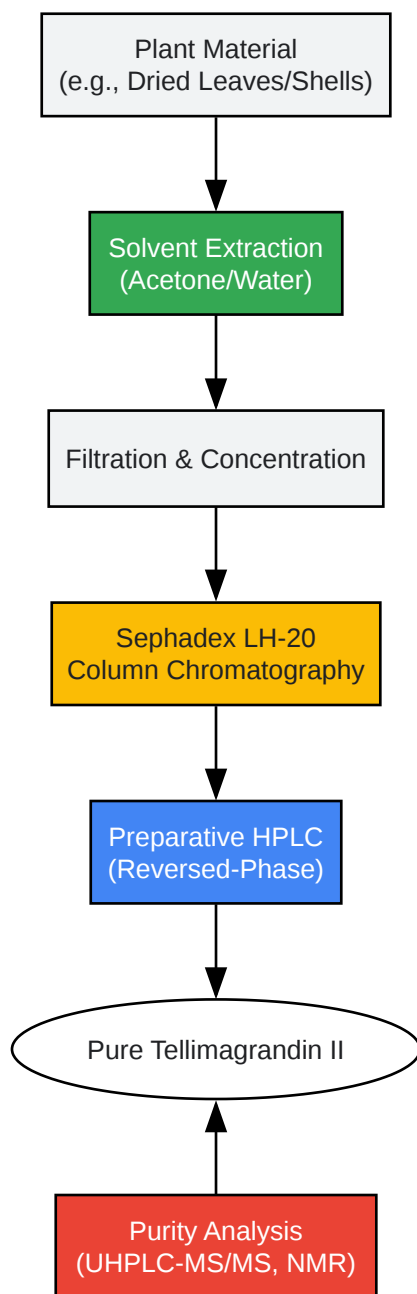 Plant Material
(e.g., Dried Leaves/Shells)
Solvent Extraction
(Acetone/Water)
Filtration & Concentration
Sephadex LH-20
Column Chromatography
Preparative HPLC
(Reversed-Phase)
Pure Tellimagrandin II
Purity Analysis
(UHPLC-MS/MS, NMR)